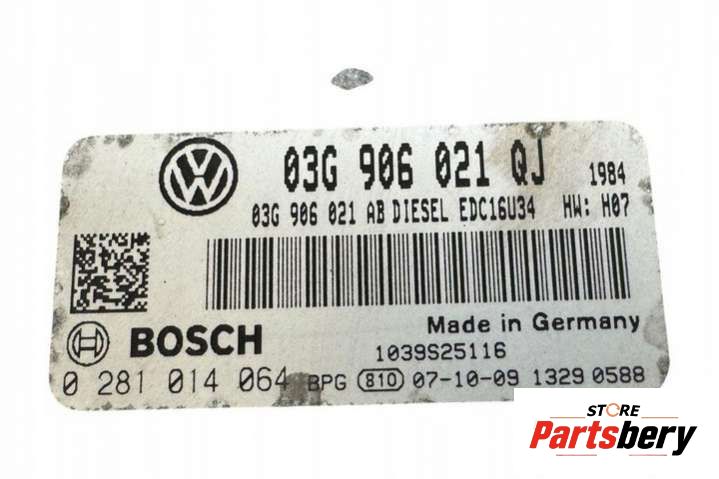 03G 906 021 QJ 1984
03G 906 021 AB DIESEL EDC16U34 HW: H07
BOSCH
Made in Germany
1039S25116
0 281 014 064 BPG 810 07-10-09 1329 0588
STORE
Partsbery